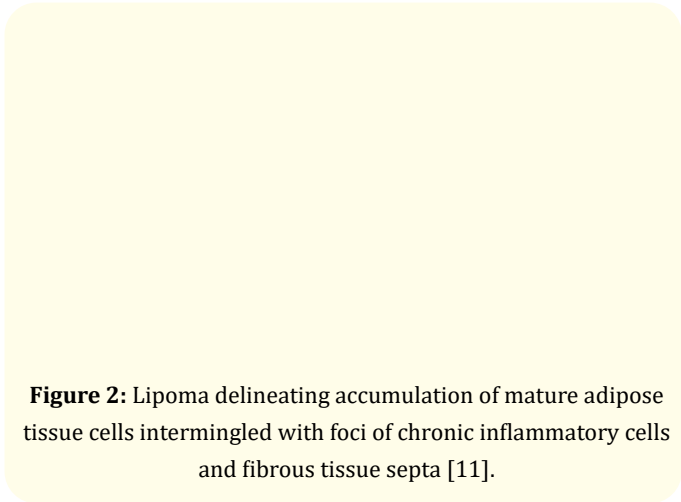 Figure 2: Lipoma delineating accumulation of mature adipose
tissue cells intermingled with foci of chronic inflammatory cells
and fibrous tissue septa [11].